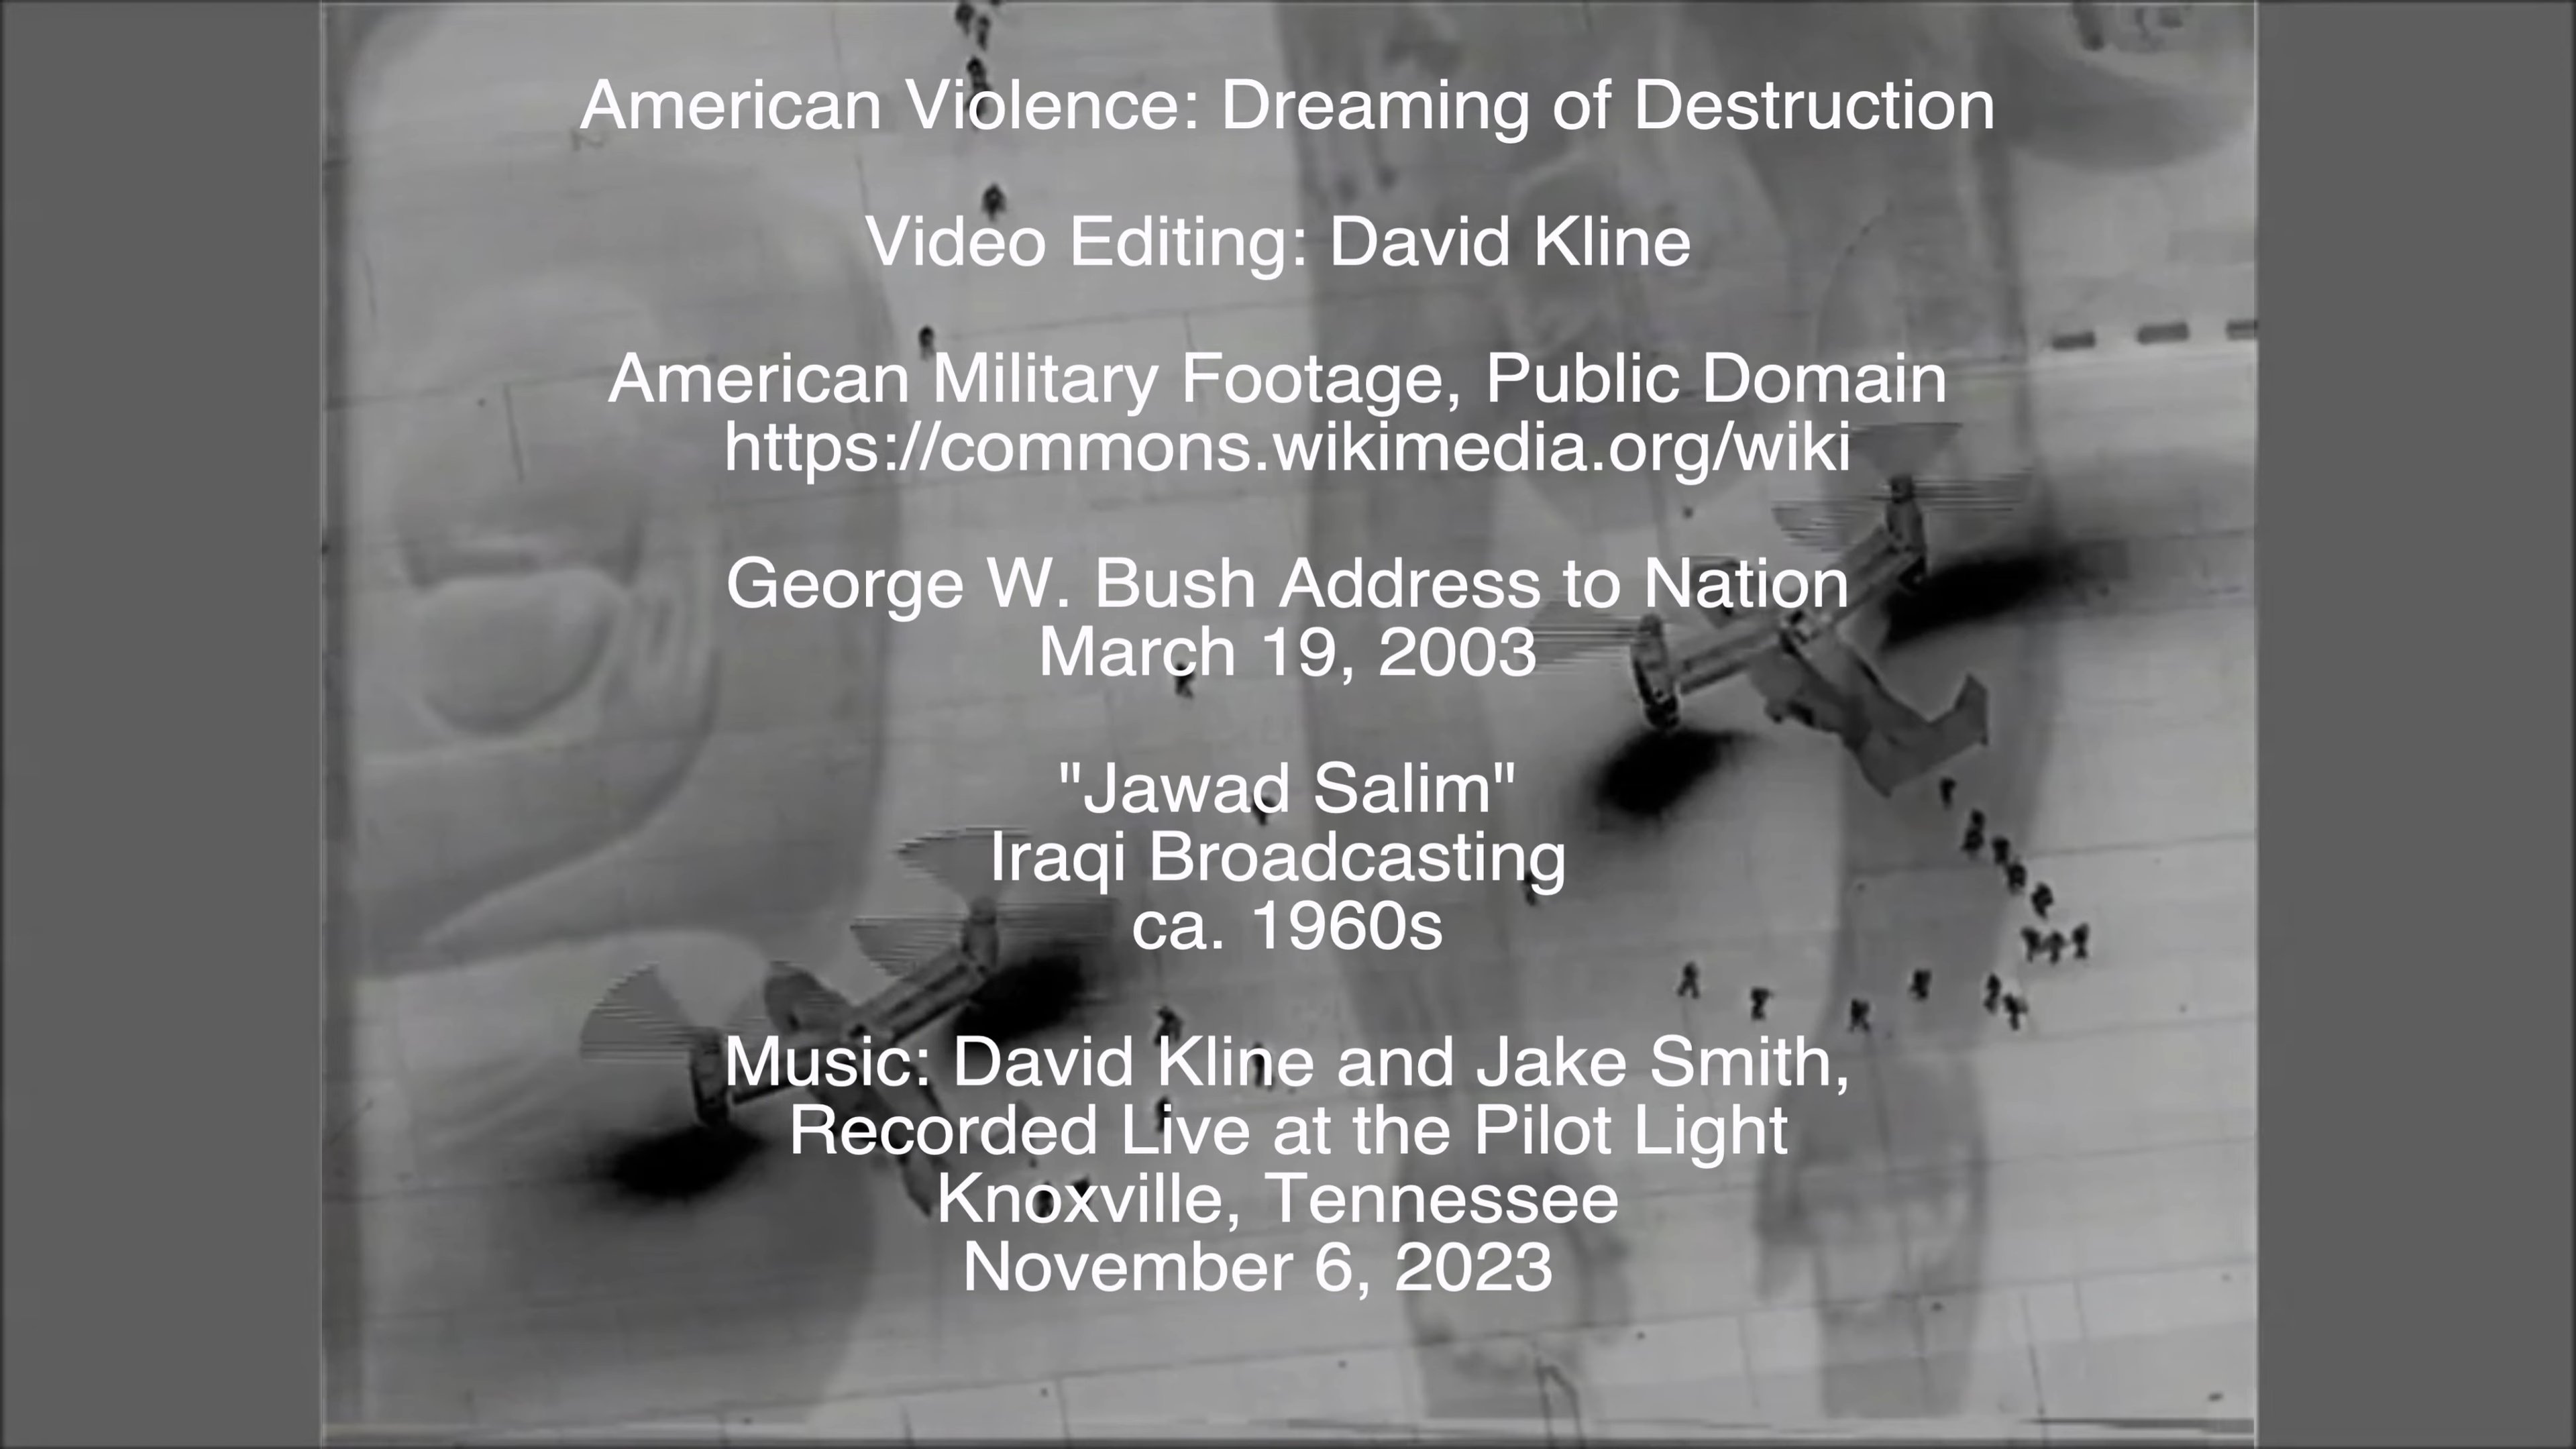 American Violence: Dreaming of Destruction
Video Editing: David Kline
American Military Footage, Public Domain
https://commons.wikimedia.org/wiki
George W. Bush Address to Nation
March 19, 2003
"Jawad Salim"
Iraqi Broadcasting
ca. 1960s
Music: David Kline and Jake Smith,
Recorded Live at the Pilot Light
Knoxville, Tennessee
November 6, 2023